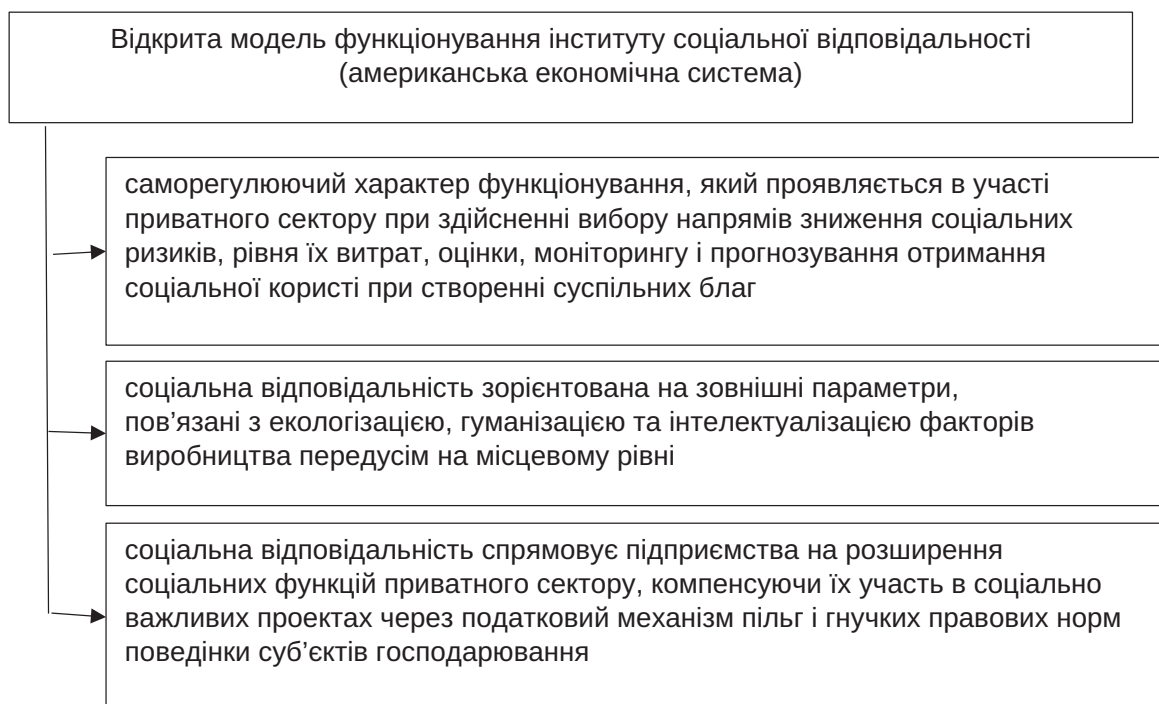 Відкрита модель функціонування інституту соціальної відповідальності
(американська економічна система)
саморегулюючий характер функціонування, який проявляється в участі
приватного сектору при здійсненні вибору напрямів зниження соціальних
ризиків, рівня їх витрат, оцінки, моніторингу і прогнозування отримання
соціальної користі при створенні суспільних благ
соціальна відповідальність зорієнтована на зовнішні параметри,
пов’язані з екологізацією, гуманізацією та інтелектуалізацією факторів
виробництва передусім на місцевому рівні
соціальна відповідальність спрямовує підприємства на розширення
соціальних функцій приватного сектору, компенсуючи їх участь в соціально
важливих проектах через податковий механізм пільг і гнучких правових норм
поведінки суб’єктів господарювання